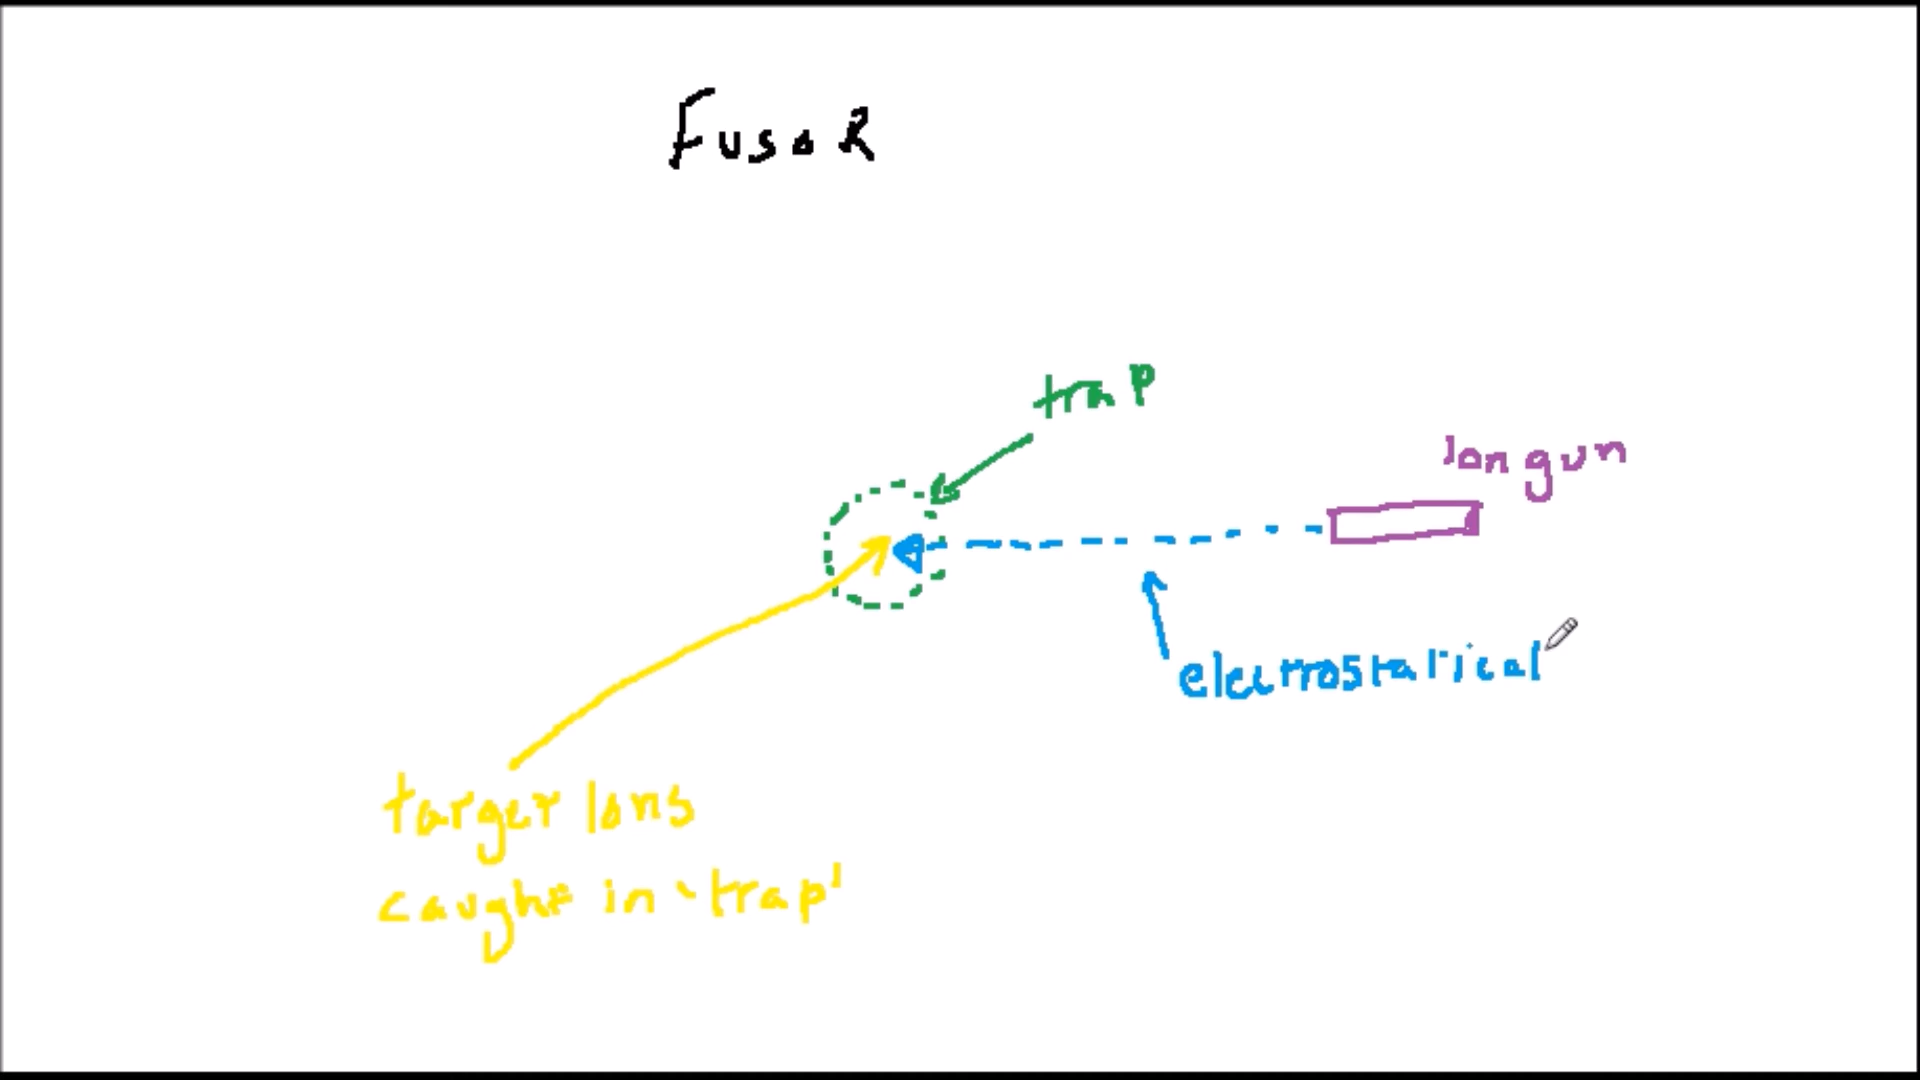 FusoR
trap
Ion gun
electrostatical
target Ions
caught in 'trap'